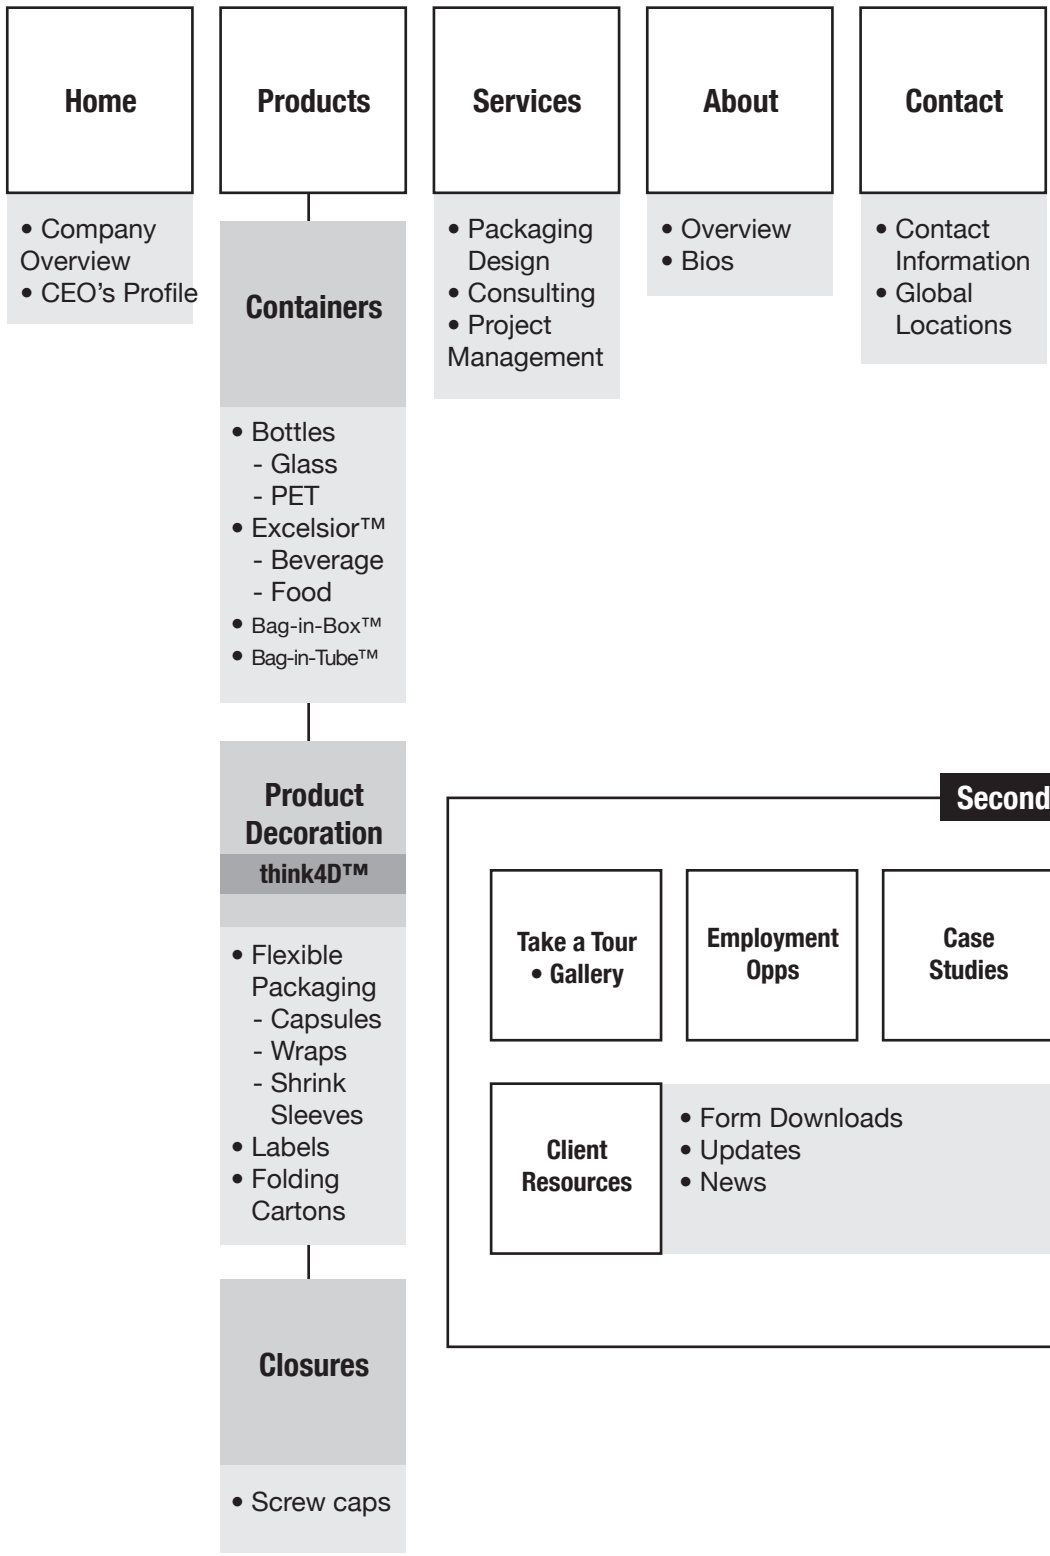 Home
Products
Services
About
Contact
• Company
Overview
• CEO's Profile
Containers
• Bottles
- Glass
- PET
• Excelsior™
- Beverage
- Food
• Bag-in-Box™
• Bag-in-Tube™
Product
Decoration
think4D™
• Flexible
Packaging
- Capsules
- Wraps
- Shrink
Sleeves
• Labels
• Folding
Cartons
Closures
• Screw caps
• Packaging
Design
• Consulting
• Project
Management
• Overview
• Bios
• Contact
Information
• Global
Locations
Second
Take a Tour
• Gallery
Employment
Opps
Case
Studies
Client
Resources
• Form Downloads
• Updates
• News